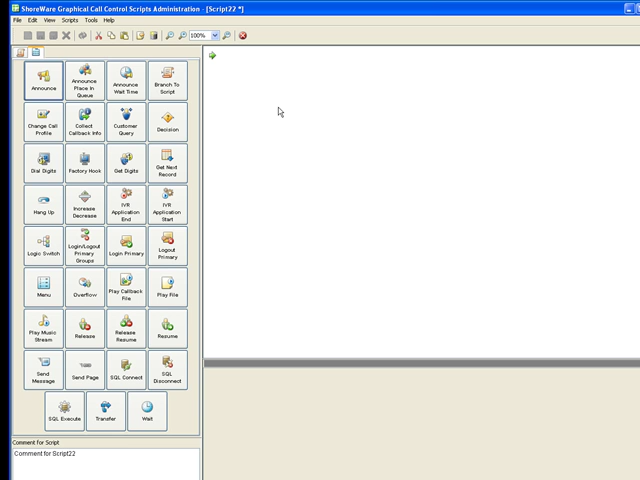 ShoreWare Graphical Call Control Scripts Administration - [Script22 *]
File Edit View Scripts Tools Help
100%
Announce
Announce
Place In
Queue
Announce
Wait Time
Branch To
Script
Change Call
Profile
Collect
Callback Info
Customer
Query
Decision
Dial Digits
Factory Hook
Get Digits
Get Next
Record
Hang Up
Increase
Decrease
IVR
Application
End
IVR
Application
Start
Logic Switch
Login/Logout
Primary
Groups
Login Primary
Logout
Primary
Menu
Overflow
Play Callback
File
Play File
Play Music
Stream
Release
Release
Resume
Resume
Send
Message
Send Page
SQL Connect
SQL
Disconnect
SQL Execute
Transfer
Wait
Comment for Script
Comment for Script22